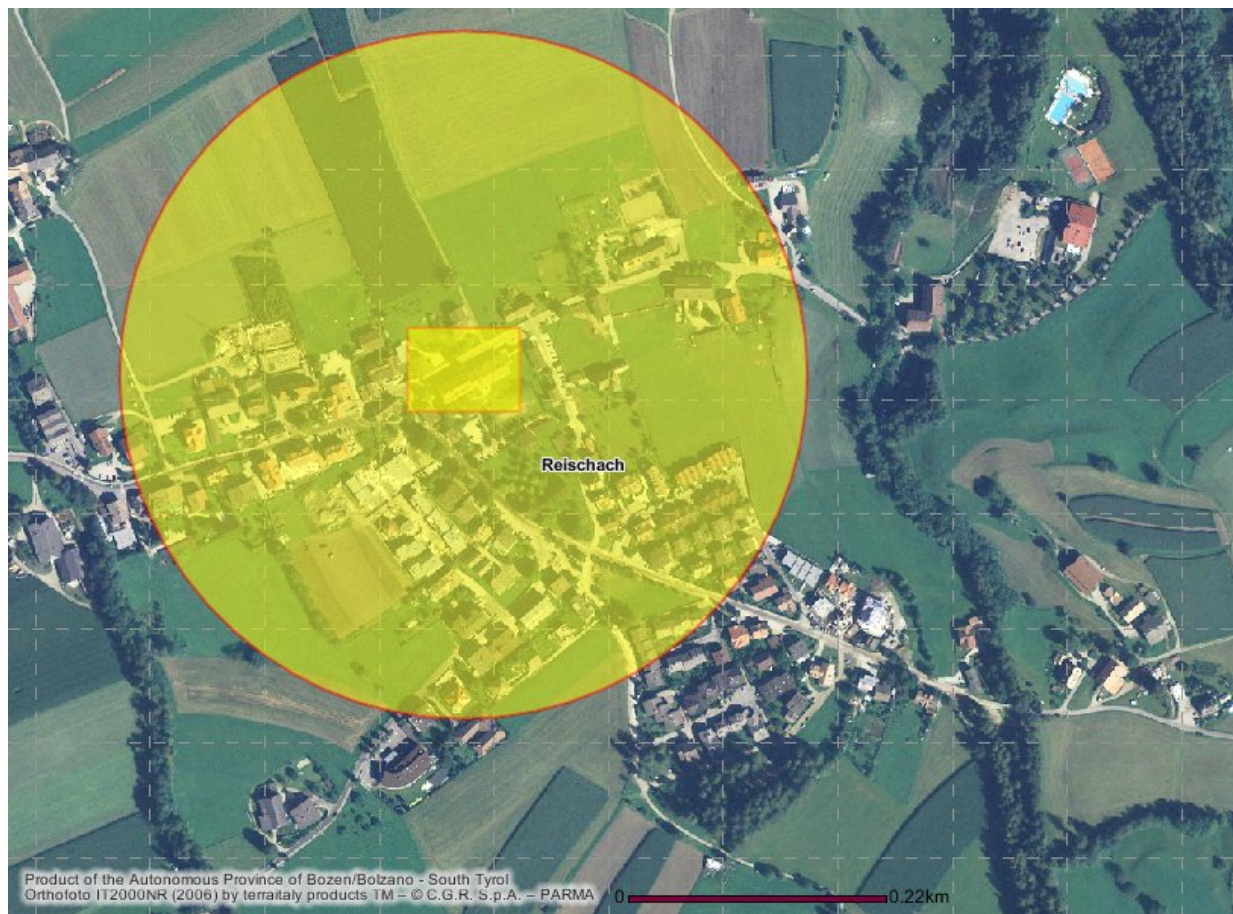 Reischach
Product of the Autonomous Province of Bozen/Bolzano - South Tyrol
Orthofoto IT2000NR (2006) by terraitaly products TM – © C.G.R. S.p.A. – PARMA
0 0.22km